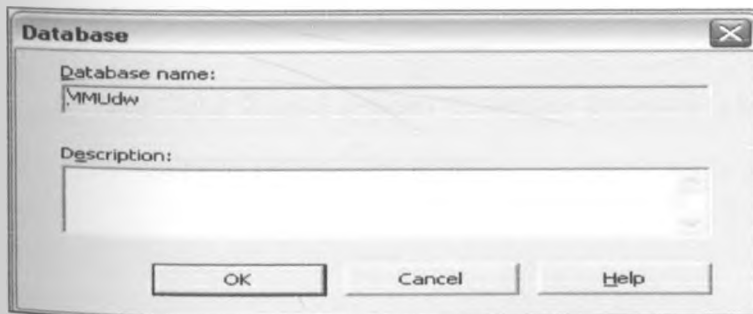 Database
Database name:
MMUdw
Description:
OK Cancel Help